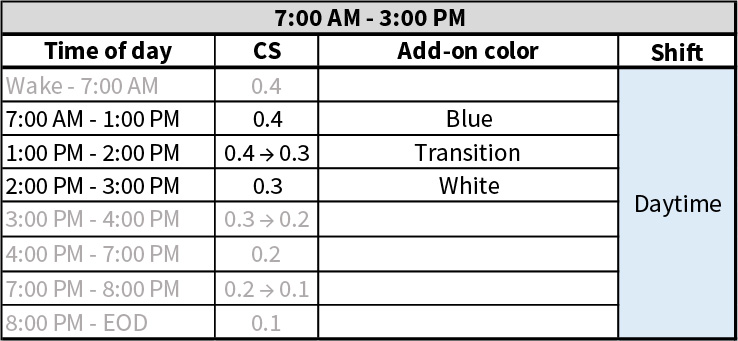 7:00 AM - 3:00 PM
Time of day CS Add-on color Shift
Wake - 7:00 AM 0.4
7:00 AM - 1:00 PM 0.4 Blue
1:00 PM - 2:00 PM 0.4 → 0.3 Transition
2:00 PM - 3:00 PM 0.3 White
Daytime
3:00 PM - 4:00 PM 0.3 → 0.2
4:00 PM - 7:00 PM 0.2
7:00 PM - 8:00 PM 0.2 → 0.1
8:00 PM - EOD 0.1